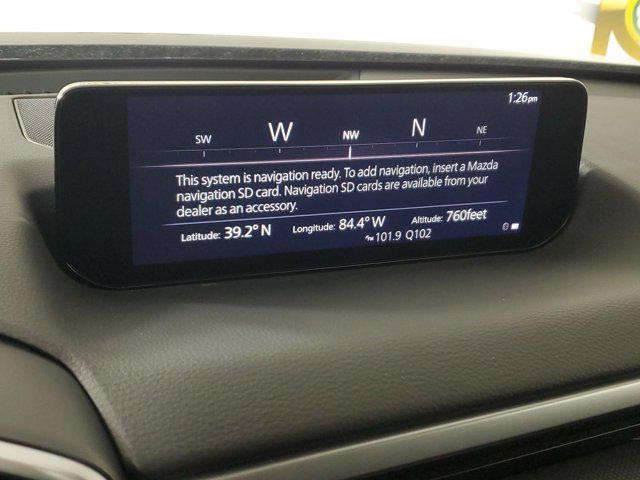 1:26pm
SW W NW N NE
This system is navigation ready. To add navigation, insert a Mazda
navigation SD card. Navigation SD cards are available from your
dealer as an accessory.
Latitude: 39.2° N Longitude: 84.4° W Altitude: 760feet
101.9 Q102